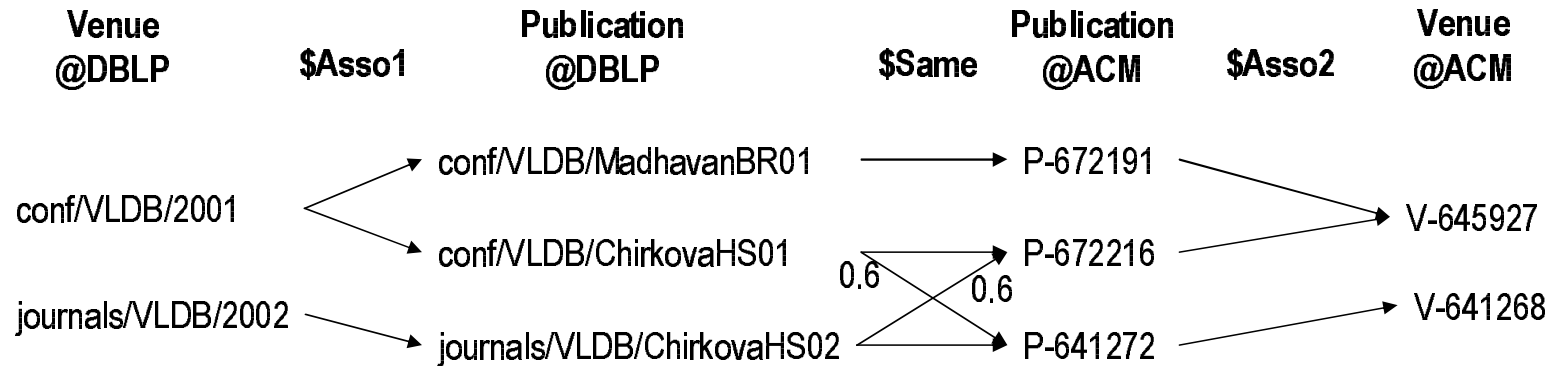 Venue
@DBLP
$Asso1
Publication
@DBLP
$Same
Publication
@ACM
$Asso2
Venue
@ACM
conf/VLDB/MadhavanBR01
P-672191
conf/VLDB/2001
V-645927
conf/VLDB/ChirkovaHS01
P-672216
0.6
0.6
journals/VLDB/2002
V-641268
journals/VLDB/ChirkovaHS02
P-641272